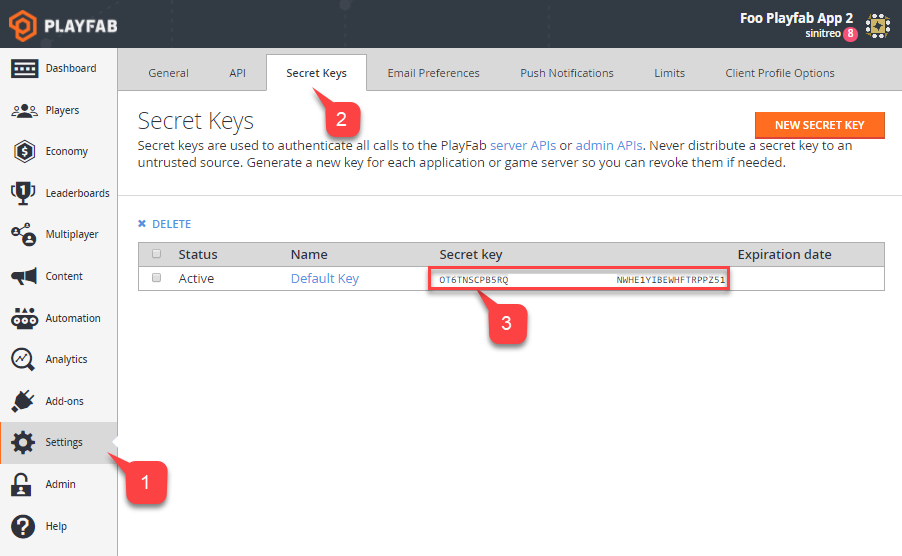 PLAYFAB
Foo Playfab App 2
sinitreo 8
Dashboard
Players
Economy
Leaderboards
Multiplayer
Content
Automation
Analytics
Add-ons
Settings
Admin
Help
General API Secret Keys Email Preferences Push Notifications Limits Client Profile Options
Secret Keys
NEW SECRET KEY
Secret keys are used to authenticate all calls to the PlayFab server APIs or admin APIs. Never distribute a secret key to an
untrusted source. Generate a new key for each application or game server so you can revoke them if needed.
DELETE
Status Name Secret key Expiration date
Active Default Key OT6TNSCPB5RQ NWHE1YIBEWHFTRPPZ51
1
2
3